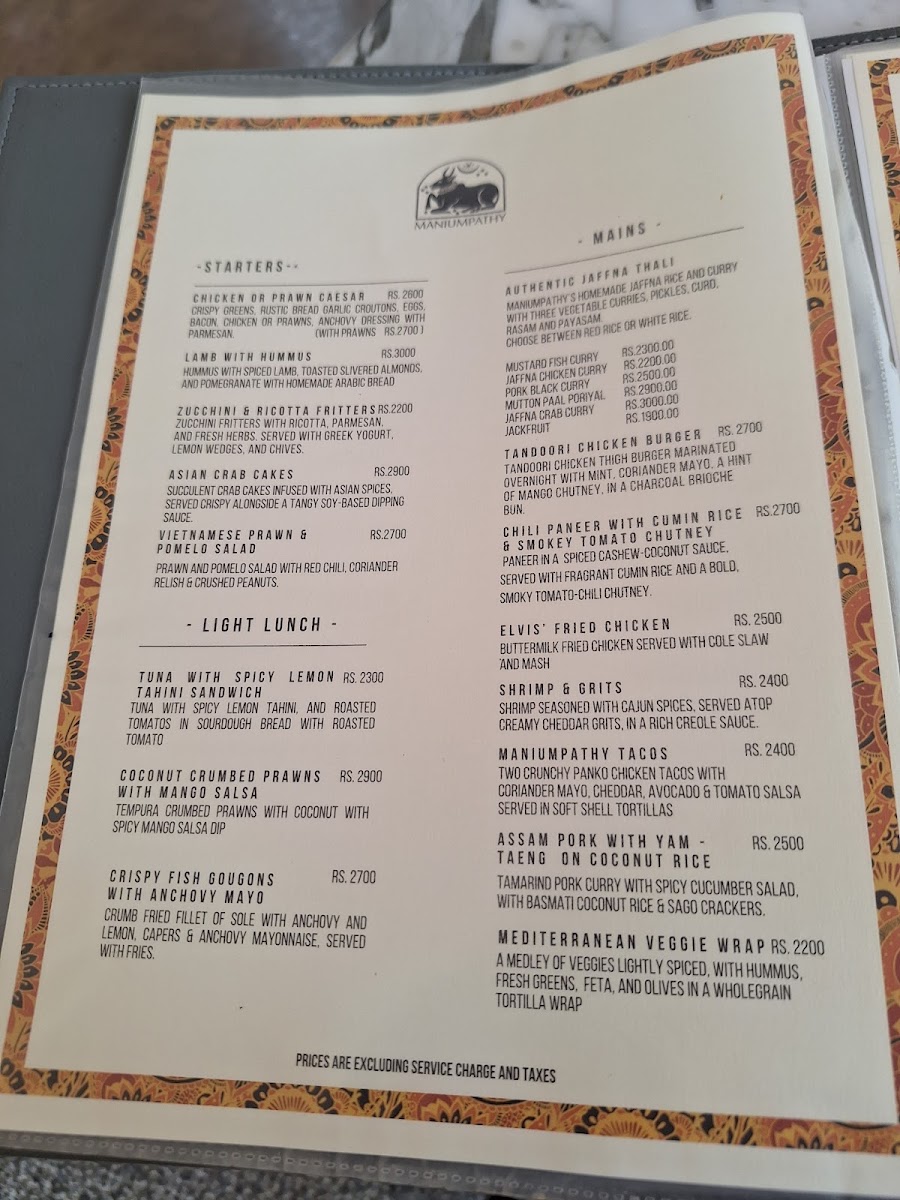 MANIUMPATHY
-STARTERS--
CHICKEN OR PRAWN CAESAR RS. 2600
CRISPY GREENS, RUSTIC BREAD GARLIC CROUTONS, EGGS,
BACON, CHICKEN OR PRAWNS, ANCHOVY DRESSING WITH
PARMESAN. (WITH PRAWNS RS.2700 )
LAMB WITH HUMMUS RS.3000
HUMMUS WITH SPICED LAMB, TOASTED SLIVERED ALMONDS,
AND POMEGRANATE WITH HOMEMADE ARABIC BREAD
ZUCCHINI & RICOTTA FRITTERS RS.2200
ZUCCHINI FRITTERS WITH RICOTTA, PARMESAN,
AND FRESH HERBS. SERVED WITH GREEK YOGURT,
LEMON WEDGES, AND CHIVES.
ASIAN CRAB CAKES RS.2900
SUCCULENT CRAB CAKES INFUSED WITH ASIAN SPICES,
SERVED CRISPY ALONGSIDE A TANGY SOY-BASED DIPPING
SAUCE.
VIETNAMESE PRAWN & RS.2700
POMELO SALAD
PRAWN AND POMELO SALAD WITH RED CHILI, CORIANDER
RELISH & CRUSHED PEANUTS.
- LIGHT LUNCH -
TUNA WITH SPICY LEMON RS. 2300
TAHINI SANDWICH
TUNA WITH SPICY LEMON TAHINI, AND ROASTED
TOMATOS IN SOURDOUGH BREAD WITH ROASTED
TOMATO
COCONUT CRUMBED PRAWNS RS. 2900
WITH MANGO SALSA
TEMPURA CRUMBED PRAWNS WITH COCONUT WITH
SPICY MANGO SALSA DIP
CRISPY FISH GOUGONS RS. 2700
WITH ANCHOVY MAYO
CRUMB FRIED FILLET OF SOLE WITH ANCHOVY AND
LEMON, CAPERS & ANCHOVY MAYONNAISE, SERVED
WITH FRIES.
- MAINS -
AUTHENTIC JAFFNA THALI
MANIUMPATHY'S HOMEMADE JAFFNA RICE AND CURRY
WITH THREE VEGETABLE CURRIES, PICKLES, CURD,
RASAM AND PAYASAM.
CHOOSE BETWEEN RED RICE OR WHITE RICE.
MUSTARD FISH CURRY RS.2300.00
JAFFNA CHICKEN CURRY RS.2200.00
PORK BLACK CURRY RS.2500.00
MUTTON PAAL PORIYAL RS.2900.00
JAFFNA CRAB CURRY RS.3000.00
JACKFRUIT RS.1900.00
TANDOORI CHICKEN BURGER RS. 2700
TANDOORI CHICKEN THIGH BURGER MARINATED
OVERNIGHT WITH MINT, CORIANDER MAYO, A HINT
OF MANGO CHUTNEY, IN A CHARCOAL BRIOCHE
BUN.
CHILI PANEER WITH CUMIN RICE RS.2700
& SMOKEY TOMATO CHUTNEY
PANEER IN A SPICED CASHEW-COCONUT SAUCE,
SERVED WITH FRAGRANT CUMIN RICE AND A BOLD,
SMOKY TOMATO-CHILI CHUTNEY.
ELVIS' FRIED CHICKEN RS. 2500
BUTTERMILK FRIED CHICKEN SERVED WITH COLE SLAW
AND MASH
SHRIMP & GRITS RS. 2400
SHRIMP SEASONED WITH CAJUN SPICES, SERVED ATOP
CREAMY CHEDDAR GRITS, IN A RICH CREOLE SAUCE.
MANIUMPATHY TACOS RS. 2400
TWO CRUNCHY PANKO CHICKEN TACOS WITH
CORIANDER MAYO, CHEDDAR, AVOCADO & TOMATO SALSA
SERVED IN SOFT SHELL TORTILLAS
ASSAM PORK WITH YAM - RS. 2500
TAENG ON COCONUT RICE
TAMARIND PORK CURRY WITH SPICY CUCUMBER SALAD,
WITH BASMATI COCONUT RICE & SAGO CRACKERS.
MEDITERRANEAN VEGGIE WRAP RS. 2200
A MEDLEY OF VEGGIES LIGHTLY SPICED, WITH HUMMUS,
FRESH GREENS, FETA, AND OLIVES IN A WHOLEGRAIN
TORTILLA WRAP
PRICES ARE EXCLUDING SERVICE CHARGE AND TAXES